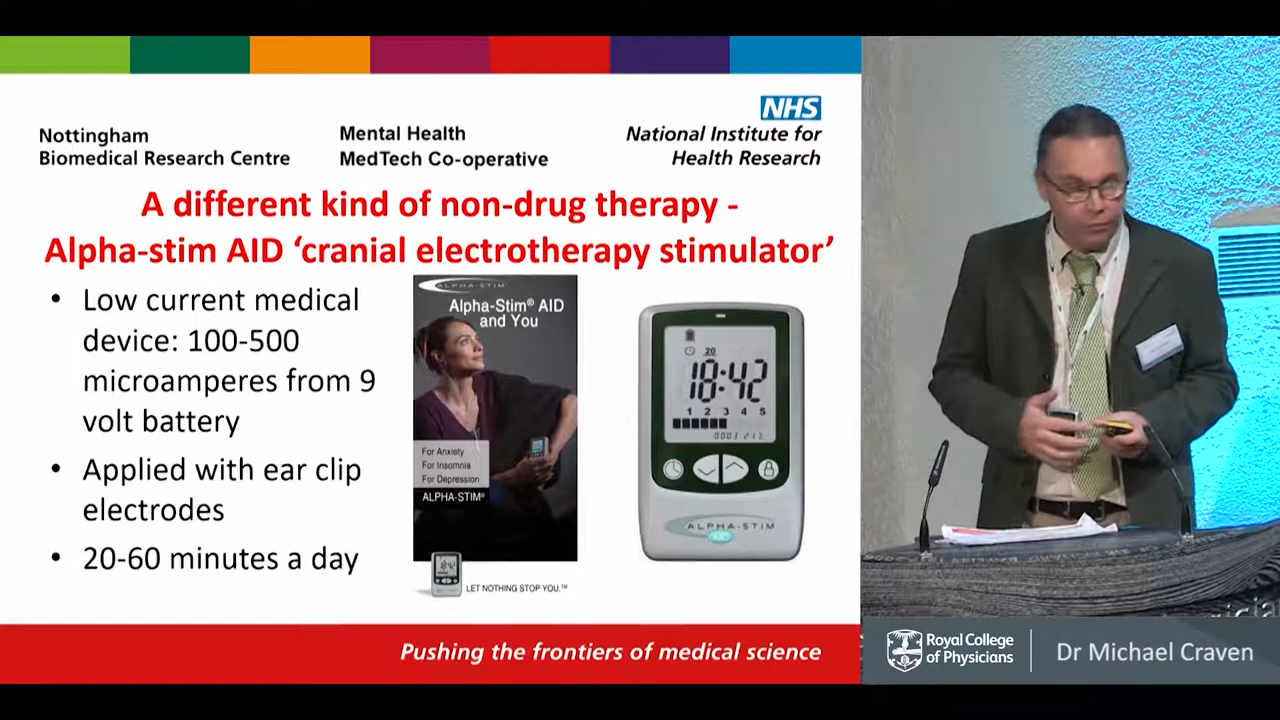 Nottingham
Biomedical Research Centre
Mental Health
MedTech Co-operative
NHS
National Institute for
Health Research
A different kind of non-drug therapy -
Alpha-stim AID ‘cranial electrotherapy stimulator’
• Low current medical
device: 100-500
microamperes from 9
volt battery
• Applied with ear clip
electrodes
• 20-60 minutes a day
ALPHA-STIM
Alpha-Stim® AID
and You
For Anxiety
For Insomnia
For Depression
ALPHA-STIM®
LET NOTHING STOP YOU.™
20
18:42
1 2 3 4 5
ALPHA-STIM
AID
Pushing the frontiers of medical science
Royal College
of Physicians
Dr Michael Craven